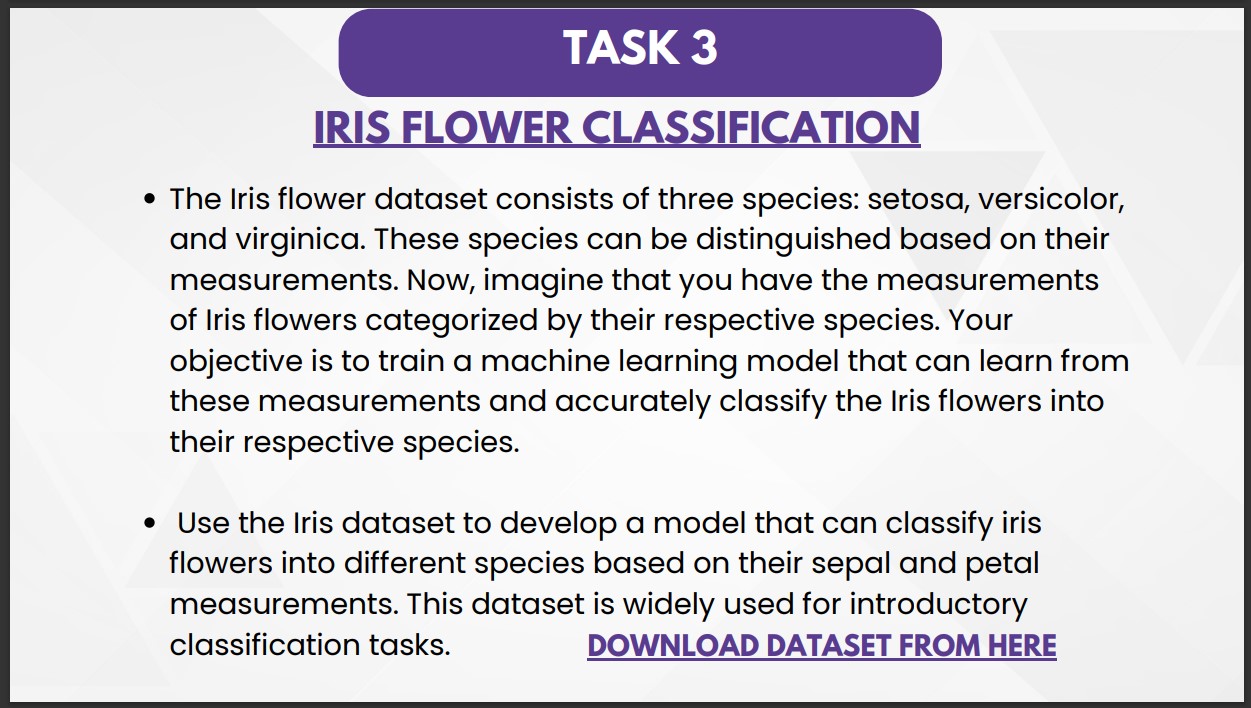 TASK 3
IRIS FLOWER CLASSIFICATION
• The Iris flower dataset consists of three species: setosa, versicolor,
and virginica. These species can be distinguished based on their
measurements. Now, imagine that you have the measurements
of Iris flowers categorized by their respective species. Your
objective is to train a machine learning model that can learn from
these measurements and accurately classify the Iris flowers into
their respective species.
• Use the Iris dataset to develop a model that can classify iris
flowers into different species based on their sepal and petal
measurements. This dataset is widely used for introductory
classification tasks. DOWNLOAD DATASET FROM HERE